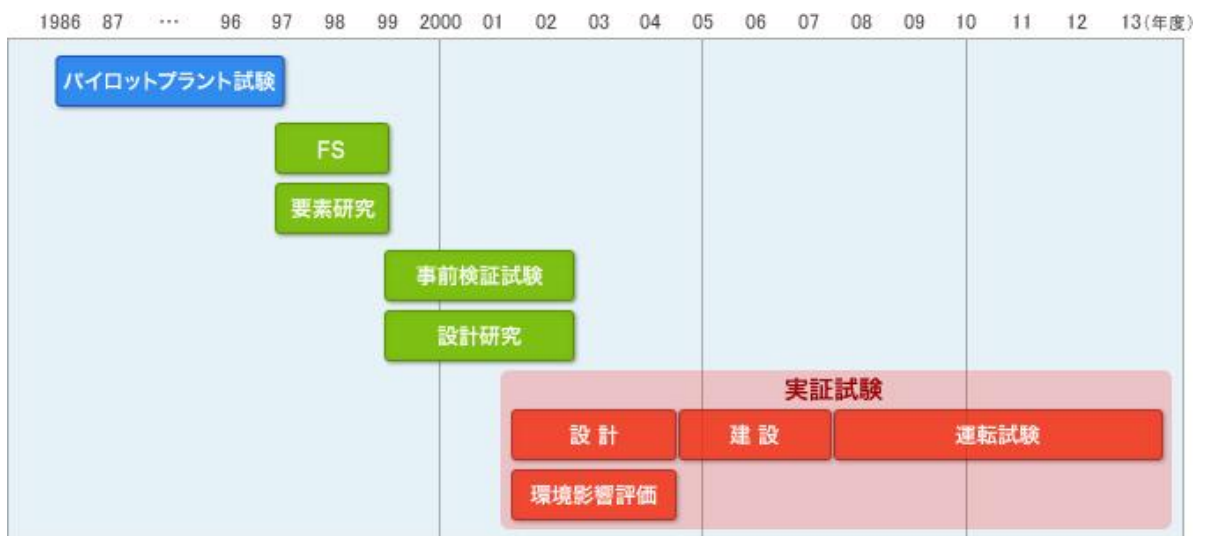 1986 87 … 96 97 98 99 2000 01 02 03 04 05 06 07 08 09 10 11 12 13(年度)
パイロットプラント試験
FS
要素研究
事前検証試験
設計研究
実証試験
設計 建設 運転試験
環境影響評価